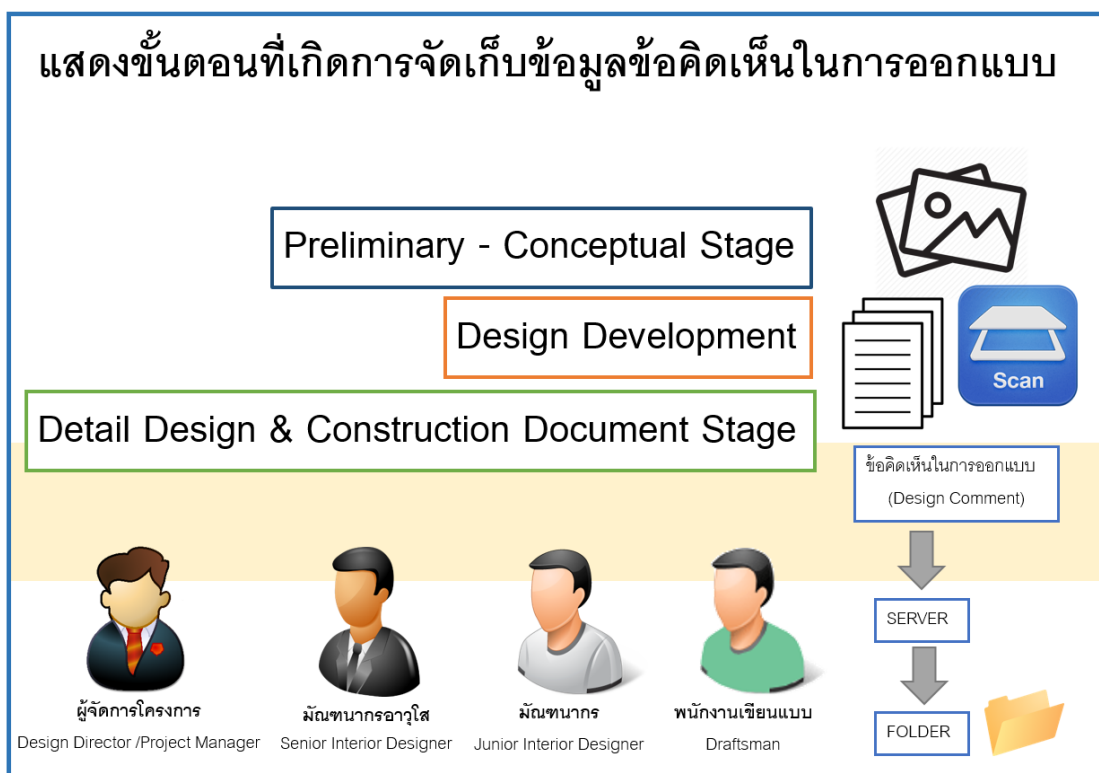 แสดงขั้นตอนที่เกิดการจัดเก็บข้อมูลข้อคิดเห็นในการออกแบบ
Preliminary - Conceptual Stage
Design Development
Scan
Detail Design & Construction Document Stage
ข้อคิดเห็นในการออกแบบ
(Design Comment)
SERVER
FOLDER
ผู้จัดการโครงการ
Design Director /Project Manager
มัณฑนากรอาวุโส
Senior Interior Designer
มัณฑนากร
Junior Interior Designer
พนักงานเขียนแบบ
Draftsman